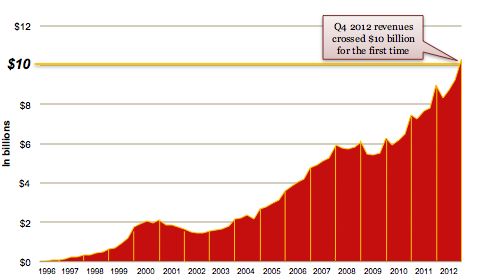 $12
Q4 2012 revenues
crossed $10 billion
for the first time
$10
$8
$6
$4
$2
$0
In billions
1996 1997 1998 1999 2000 2001 2002 2003 2004 2005 2006 2007 2008 2009 2010 2011 2012